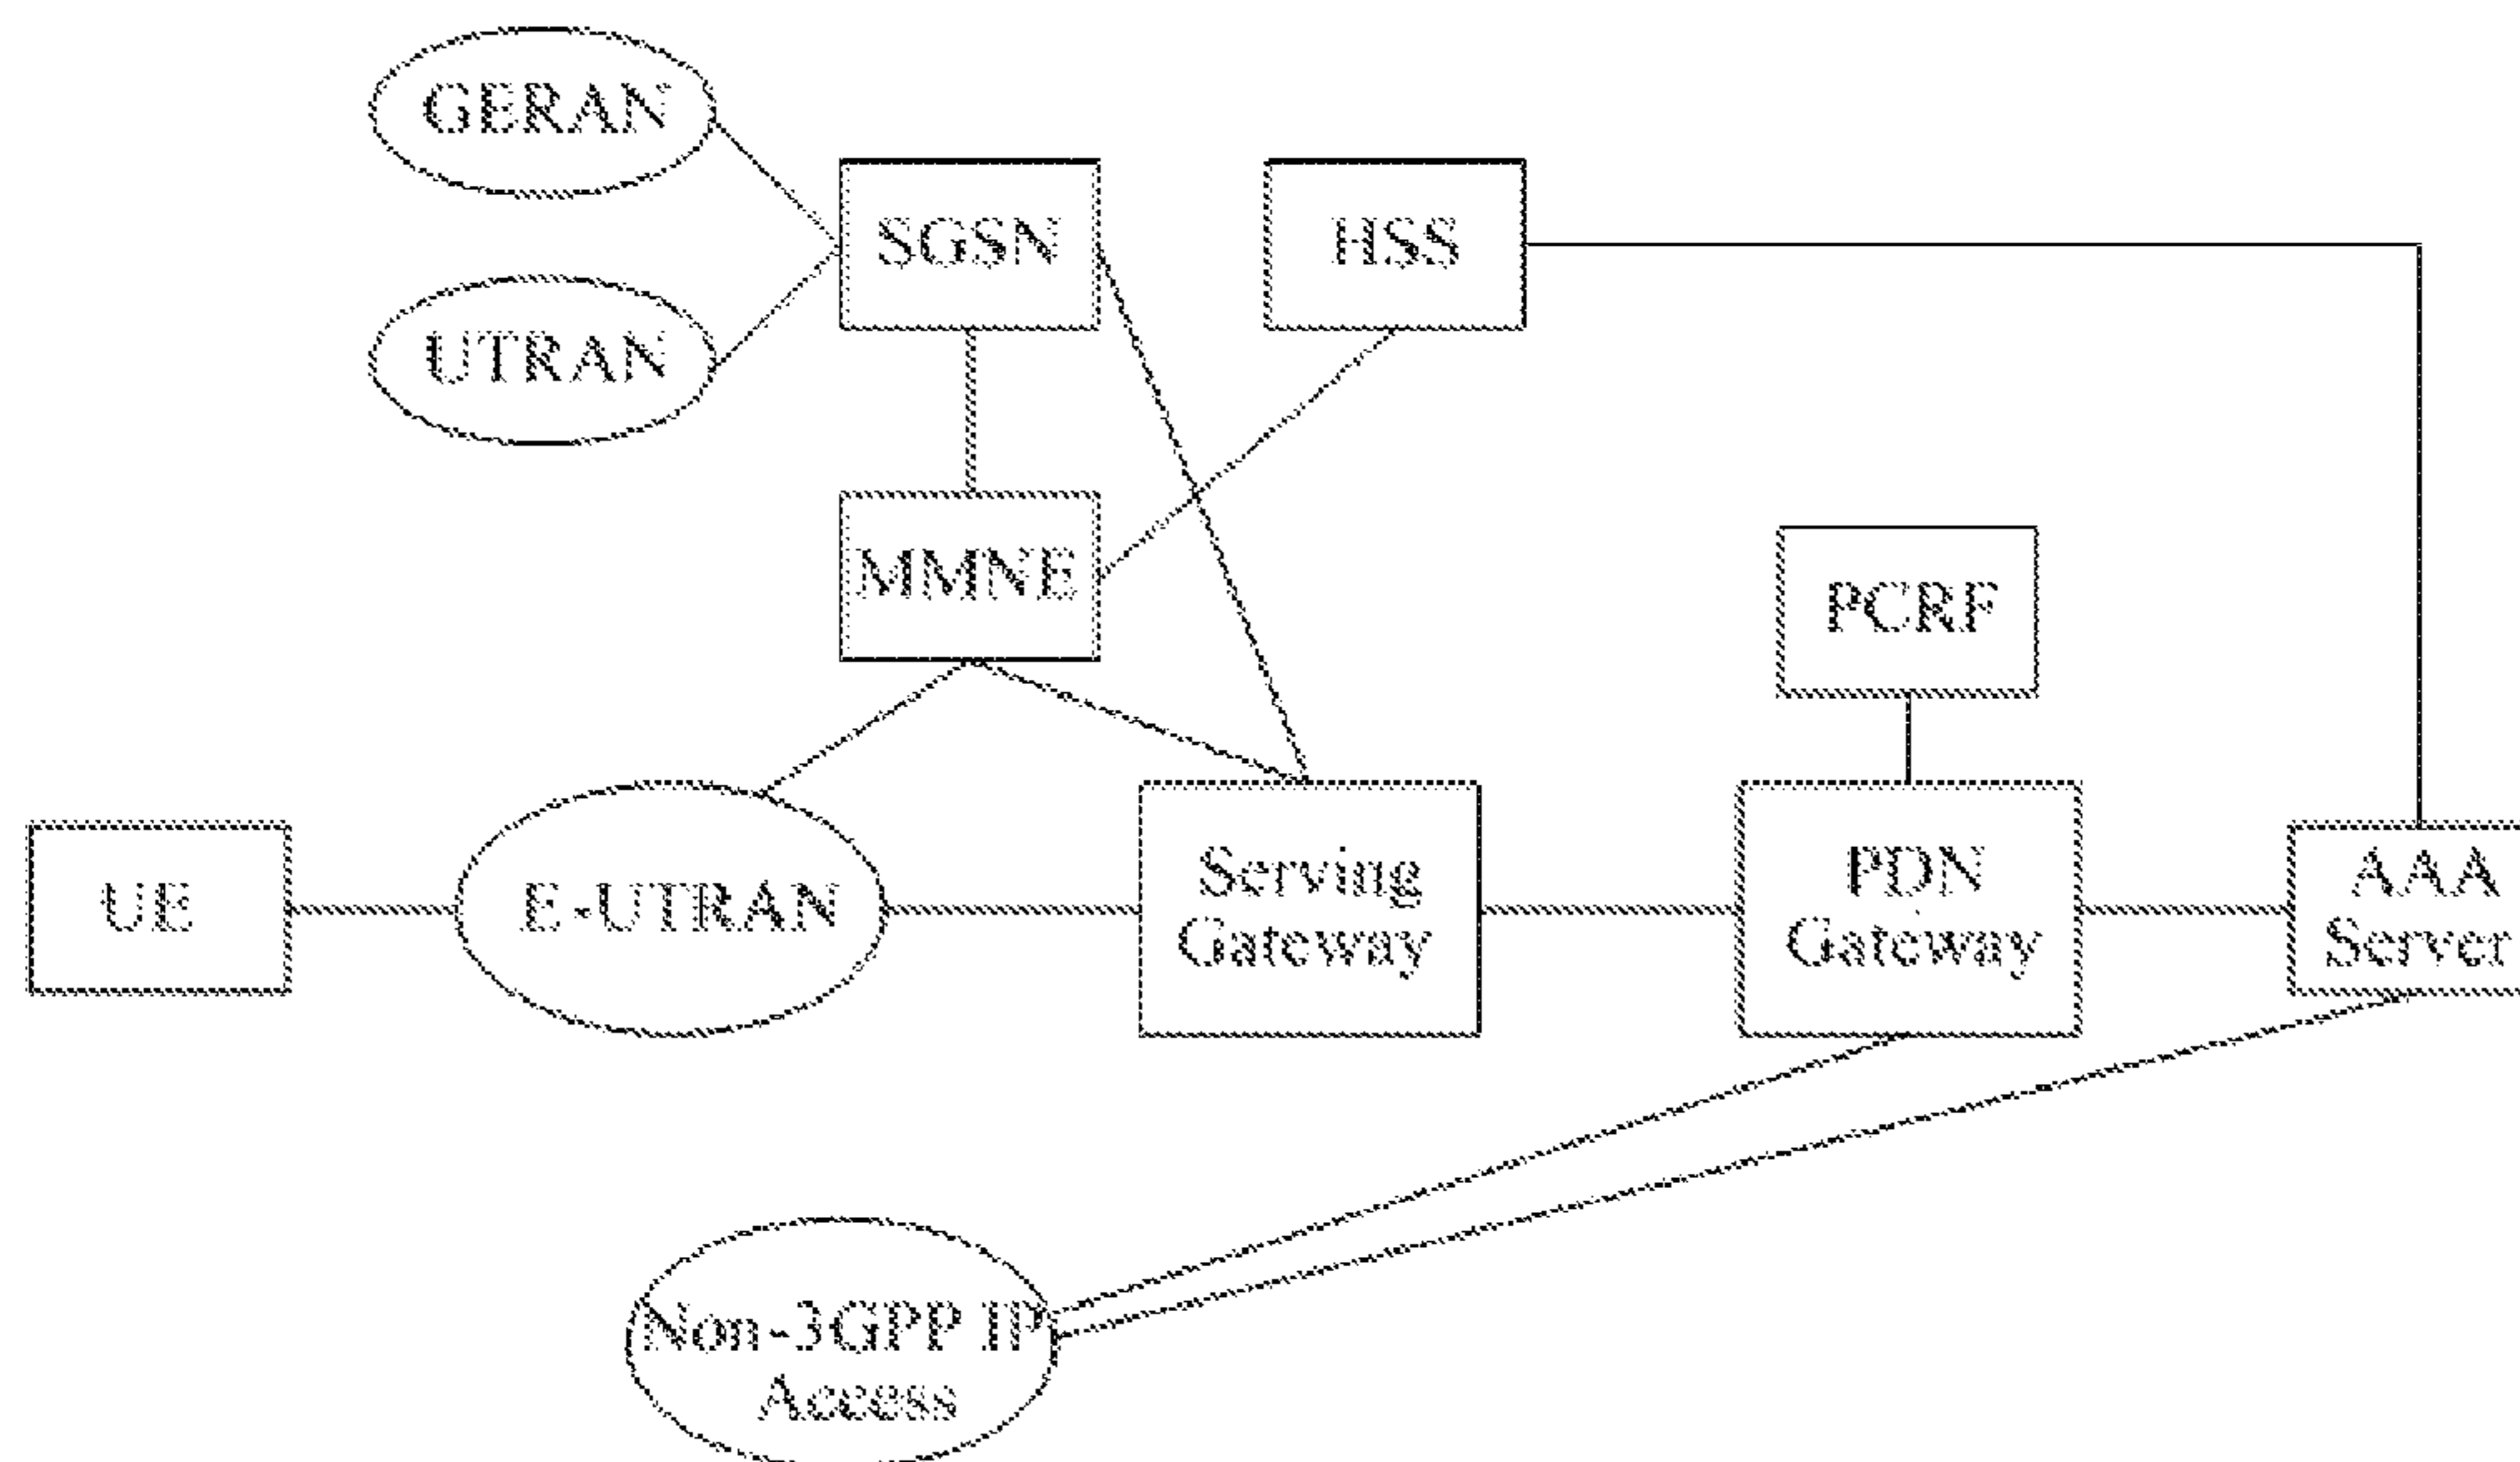 GERAN
SGSN
HSS
UTRAN
MMNE
PCRF
UE
E-UTRAN
Serving
Gateway
PDN
Gateway
AAA
Server
Non-3GPP IP
Access